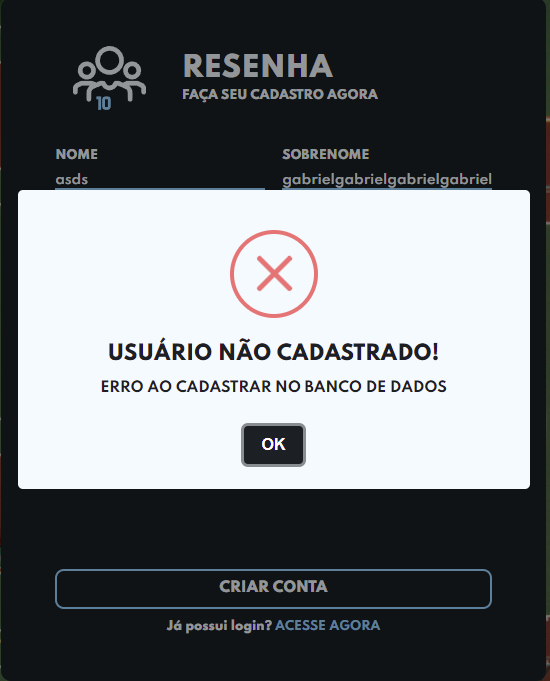 RESENHA
10
FAÇA SEU CADASTRO AGORA
NOME
SOBRENOME
asds
gabrielgabrielgabrielgabriel
USUÁRIO NÃO CADASTRADO!
ERRO AO CADASTRAR NO BANCO DE DADOS
OK
CRIAR CONTA
Já possui login? ACESSE AGORA